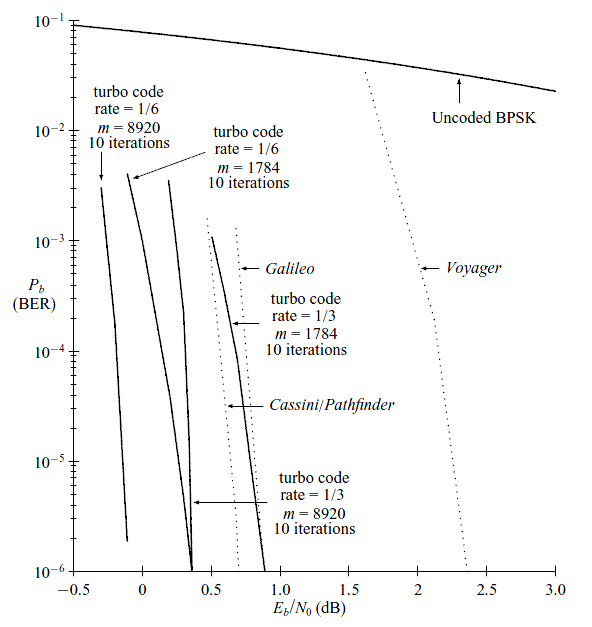 10⁻¹
turbo code
rate = 1/6
m = 8920
10 iterations
Uncoded BPSK
10⁻²
turbo code
rate = 1/6
m = 1784
10 iterations
10⁻³
Galileo
Voyager
P_b
(BER)
turbo code
rate = 1/3
m = 1784
10 iterations
10⁻⁴
Cassini/Pathfinder
10⁻⁵
turbo code
rate = 1/3
m = 8920
10 iterations
10⁻⁶
−0.5 0 0.5 1.0 1.5 2 2.5 3.0
E_b/N₀ (dB)